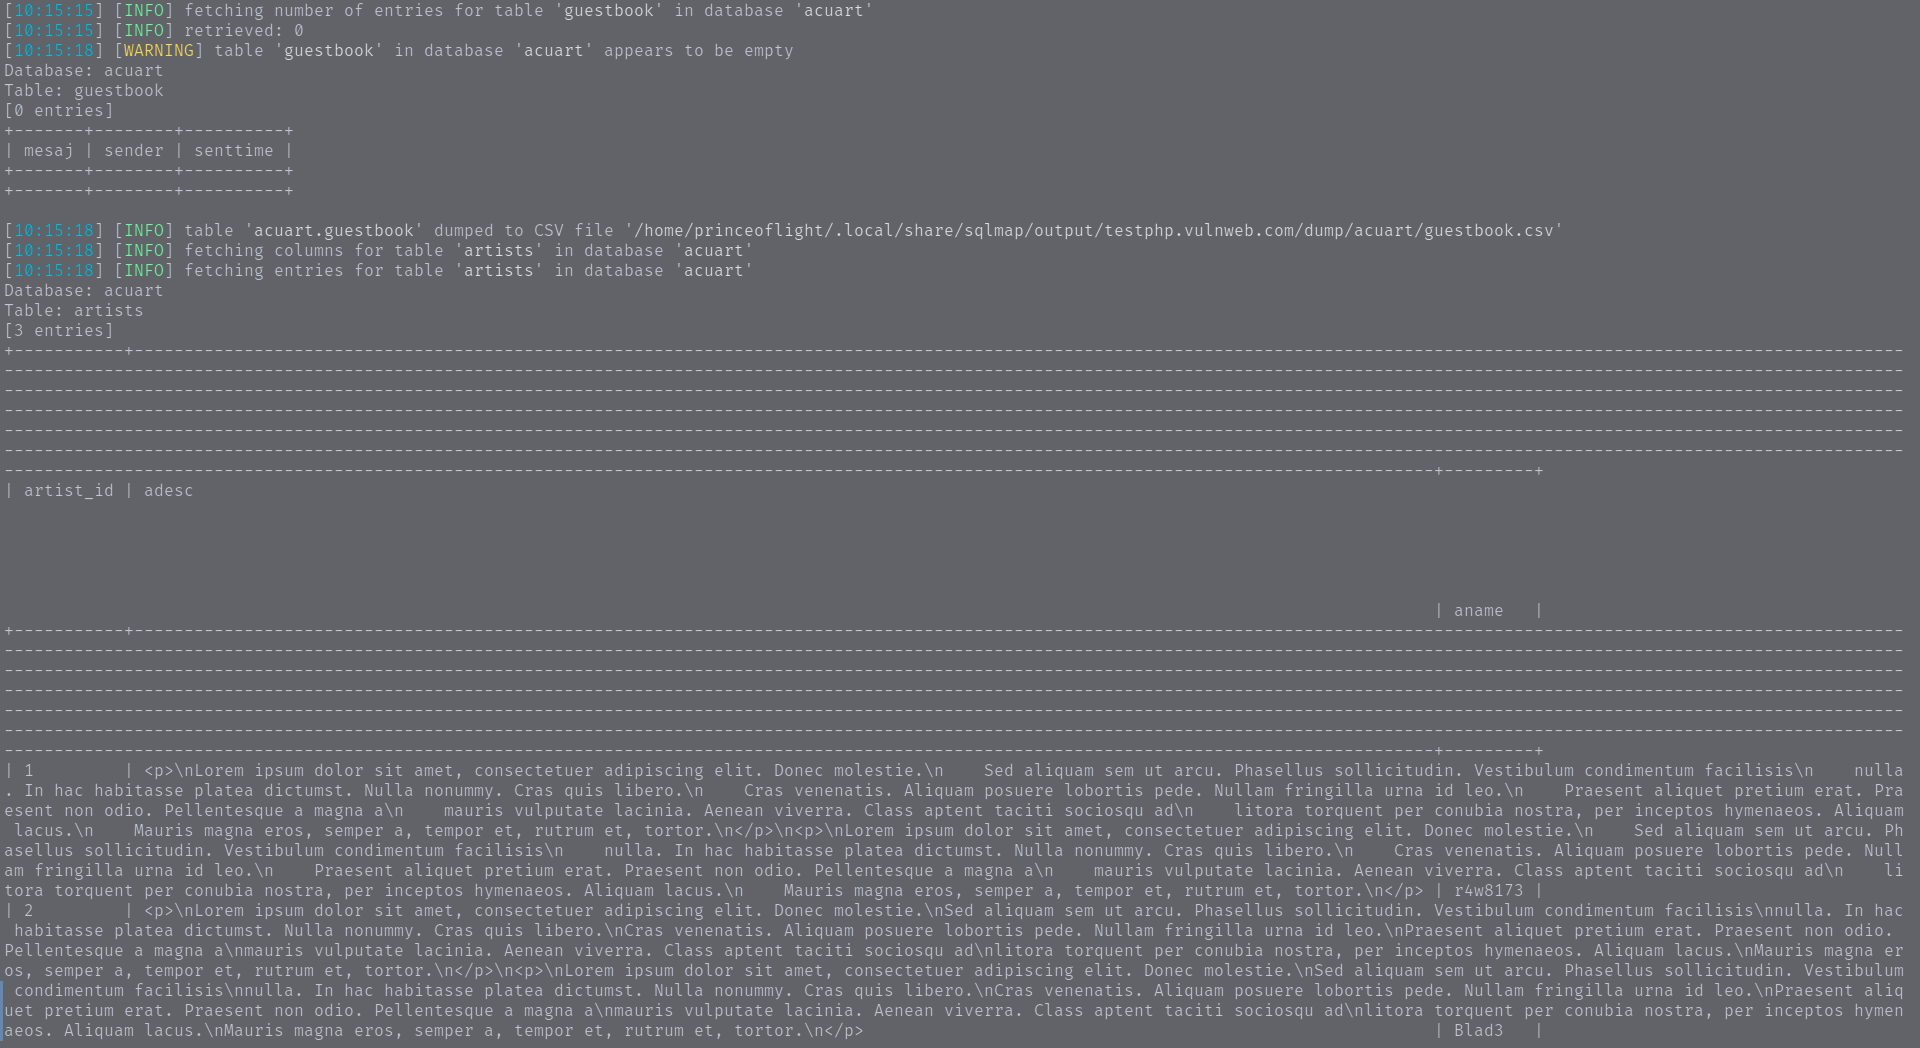 [10:15:15] [INFO] fetching number of entries for table 'guestbook' in database 'acuart'
[10:15:15] [INFO] retrieved: 0
[10:15:18] [WARNING] table 'guestbook' in database 'acuart' appears to be empty
Database: acuart
Table: guestbook
[0 entries]
+-------+--------+----------+
| mesaj | sender | senttime |
+-------+--------+----------+
+-------+--------+----------+
[10:15:18] [INFO] table 'acuart.guestbook' dumped to CSV file '/home/princeoflight/.local/share/sqlmap/output/testphp.vulnweb.com/dump/acuart/guestbook.csv'
[10:15:18] [INFO] fetching columns for table 'artists' in database 'acuart'
[10:15:18] [INFO] fetching entries for table 'artists' in database 'acuart'
Database: acuart
Table: artists
[3 entries]
| artist_id | adesc
| aname   |
| 1         | <p>\nLorem ipsum dolor sit amet, consectetuer adipiscing elit. Donec molestie.\n    Sed aliquam sem ut arcu. Phasellus sollicitudin. Vestibulum condimentum facilisis\n    nulla
. In hac habitasse platea dictumst. Nulla nonummy. Cras quis libero.\n    Cras venenatis. Aliquam posuere lobortis pede. Nullam fringilla urna id leo.\n    Praesent aliquet pretium erat. Pra
esent non odio. Pellentesque a magna a\n    mauris vulputate lacinia. Aenean viverra. Class aptent taciti sociosqu ad\n    litora torquent per conubia nostra, per inceptos hymenaeos. Aliquam
 lacus.\n    Mauris magna eros, semper a, tempor et, rutrum et, tortor.\n</p>\n<p>\nLorem ipsum dolor sit amet, consectetuer adipiscing elit. Donec molestie.\n    Sed aliquam sem ut arcu. Ph
asellus sollicitudin. Vestibulum condimentum facilisis\n    nulla. In hac habitasse platea dictumst. Nulla nonummy. Cras quis libero.\n    Cras venenatis. Aliquam posuere lobortis pede. Null
am fringilla urna id leo.\n    Praesent aliquet pretium erat. Praesent non odio. Pellentesque a magna a\n    mauris vulputate lacinia. Aenean viverra. Class aptent taciti sociosqu ad\n    li
tora torquent per conubia nostra, per inceptos hymenaeos. Aliquam lacus.\n    Mauris magna eros, semper a, tempor et, rutrum et, tortor.\n</p> | r4w8173 |
| 2         | <p>\nLorem ipsum dolor sit amet, consectetuer adipiscing elit. Donec molestie.\nSed aliquam sem ut arcu. Phasellus sollicitudin. Vestibulum condimentum facilisis\nnulla. In hac
 habitasse platea dictumst. Nulla nonummy. Cras quis libero.\nCras venenatis. Aliquam posuere lobortis pede. Nullam fringilla urna id leo.\nPraesent aliquet pretium erat. Praesent non odio.
Pellentesque a magna a\nmauris vulputate lacinia. Aenean viverra. Class aptent taciti sociosqu ad\nlitora torquent per conubia nostra, per inceptos hymenaeos. Aliquam lacus.\nMauris magna er
os, semper a, tempor et, rutrum et, tortor.\n</p>\n<p>\nLorem ipsum dolor sit amet, consectetuer adipiscing elit. Donec molestie.\nSed aliquam sem ut arcu. Phasellus sollicitudin. Vestibulum
 condimentum facilisis\nnulla. In hac habitasse platea dictumst. Nulla nonummy. Cras quis libero.\nCras venenatis. Aliquam posuere lobortis pede. Nullam fringilla urna id leo.\nPraesent aliq
uet pretium erat. Praesent non odio. Pellentesque a magna a\nmauris vulputate lacinia. Aenean viverra. Class aptent taciti sociosqu ad\nlitora torquent per conubia nostra, per inceptos hymen
aeos. Aliquam lacus.\nMauris magna eros, semper a, tempor et, rutrum et, tortor.\n</p> | Blad3   |